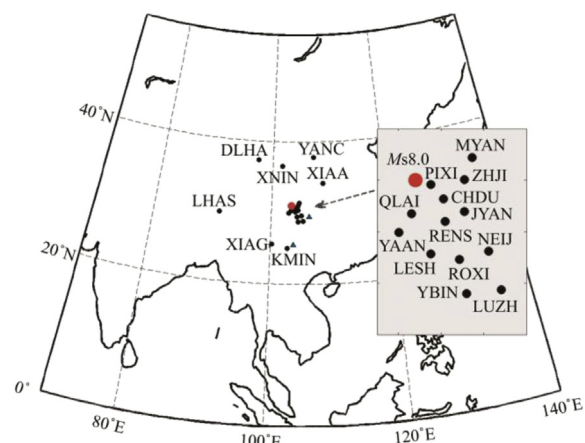 40°N
20°N
0°
80°E
100°E
120°E
140°E
DLHA
YANC
XNIN
XIAA
LHAS
XIAG
KMIN
MYAN
Ms8.0
PIXI
ZHJI
QLAI
CHDU
JYAN
YAAN
RENS
NEIJ
LESH
ROXI
YBIN
LUZH